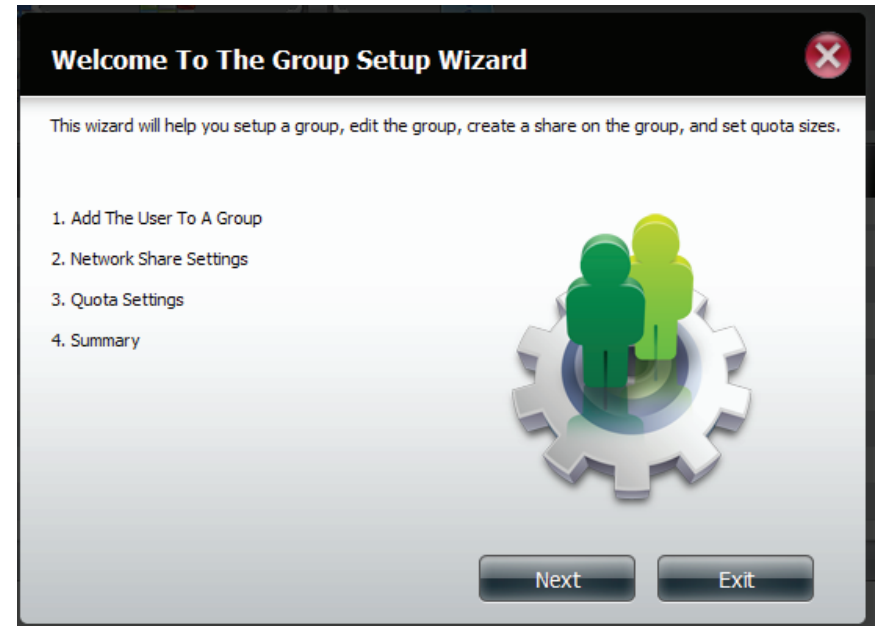 Welcome To The Group Setup Wizard
This wizard will help you setup a group, edit the group, create a share on the group, and set quota sizes.
1. Add The User To A Group
2. Network Share Settings
3. Quota Settings
4. Summary
Next
Exit